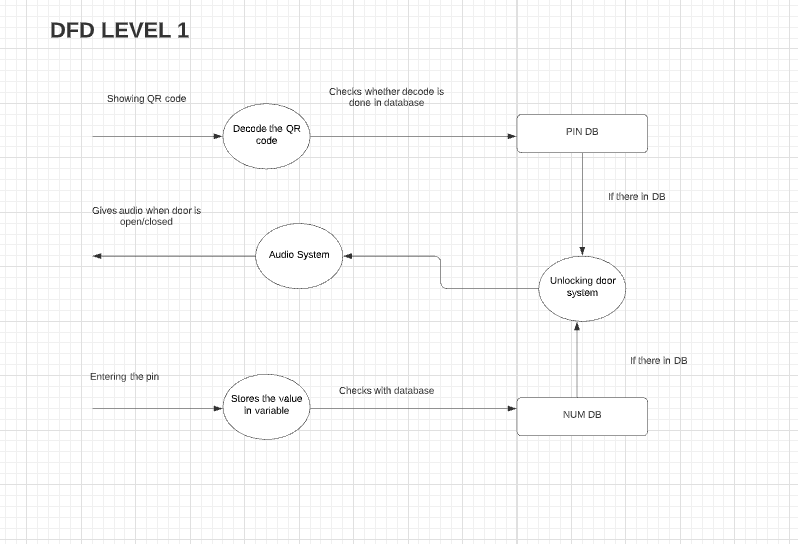 DFD LEVEL 1
Showing QR code
Checks whether decode is
done in database
Decode the QR
code
PIN DB
If there in DB
Gives audio when door is
open/closed
Audio System
Unlocking door
system
If there in DB
Entering the pin
Stores the value
in variable
Checks with database
NUM DB